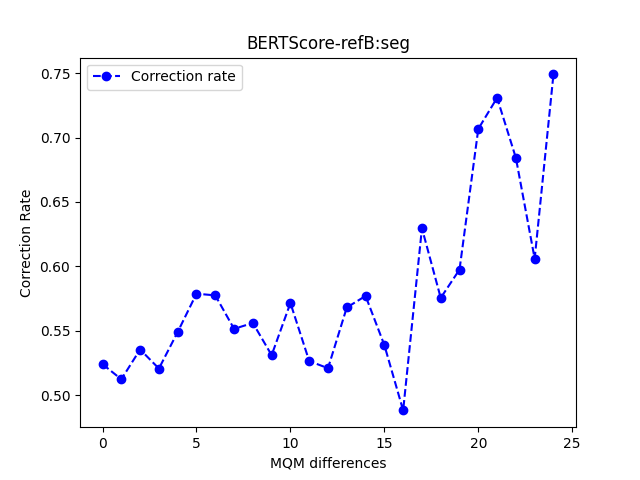 BERTScore-refB:seg
Correction rate
Correction Rate
0.75
0.70
0.65
0.60
0.55
0.50
0 5 10 15 20 25
MQM differences